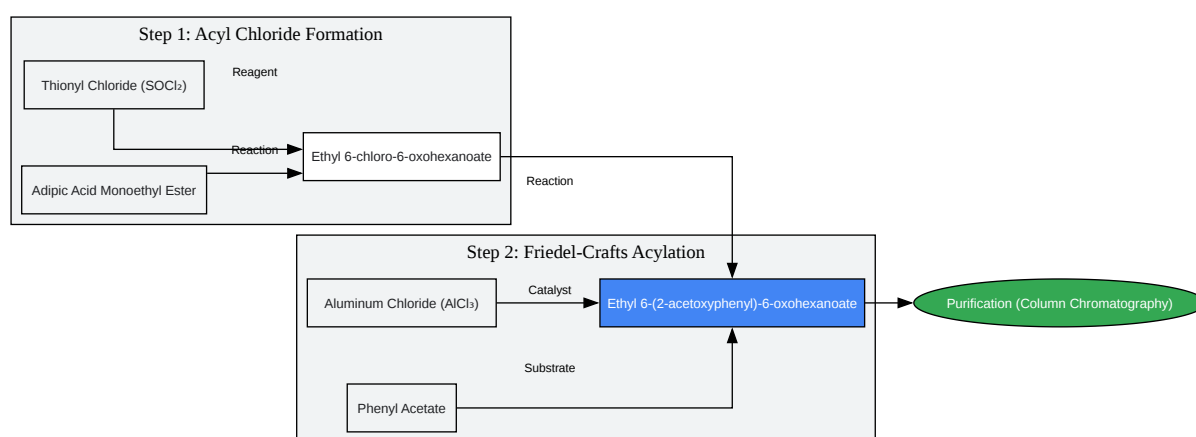 Step 1: Acyl Chloride Formation
Thionyl Chloride (SOCl₂)
Reagent
Reaction
Ethyl 6-chloro-6-oxohexanoate
Adipic Acid Monoethyl Ester
Reaction
Step 2: Friedel-Crafts Acylation
Aluminum Chloride (AlCl₃)
Catalyst
Ethyl 6-(2-acetoxyphenyl)-6-oxohexanoate
Purification (Column Chromatography)
Substrate
Phenyl Acetate